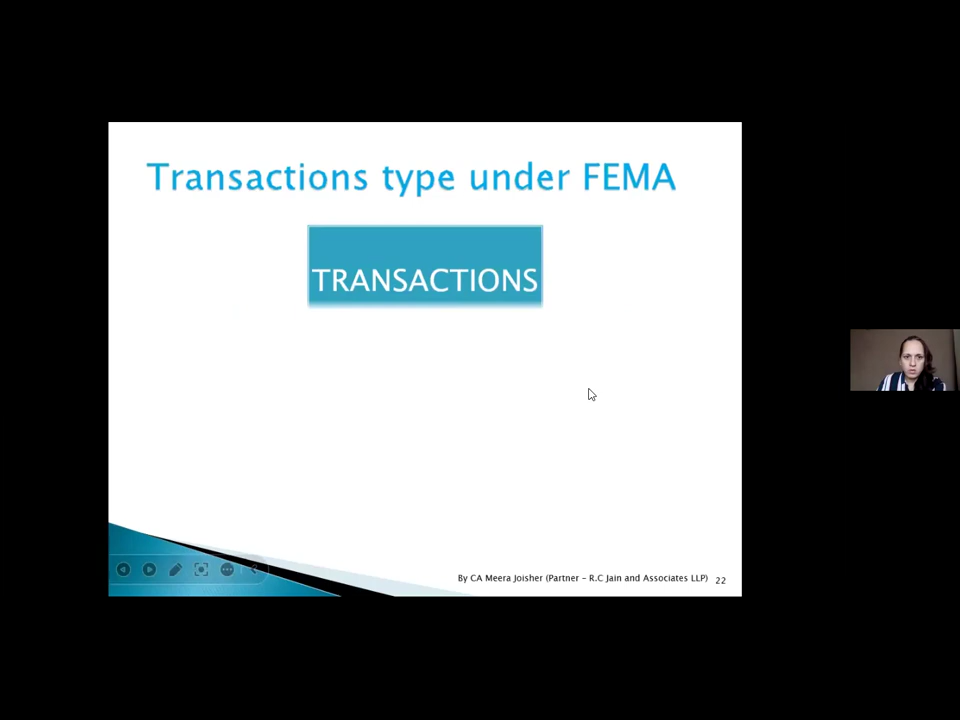 Transactions type under FEMA
TRANSACTIONS
By CA Meera Joisher (Partner – R.C Jain and Associates LLP) 22